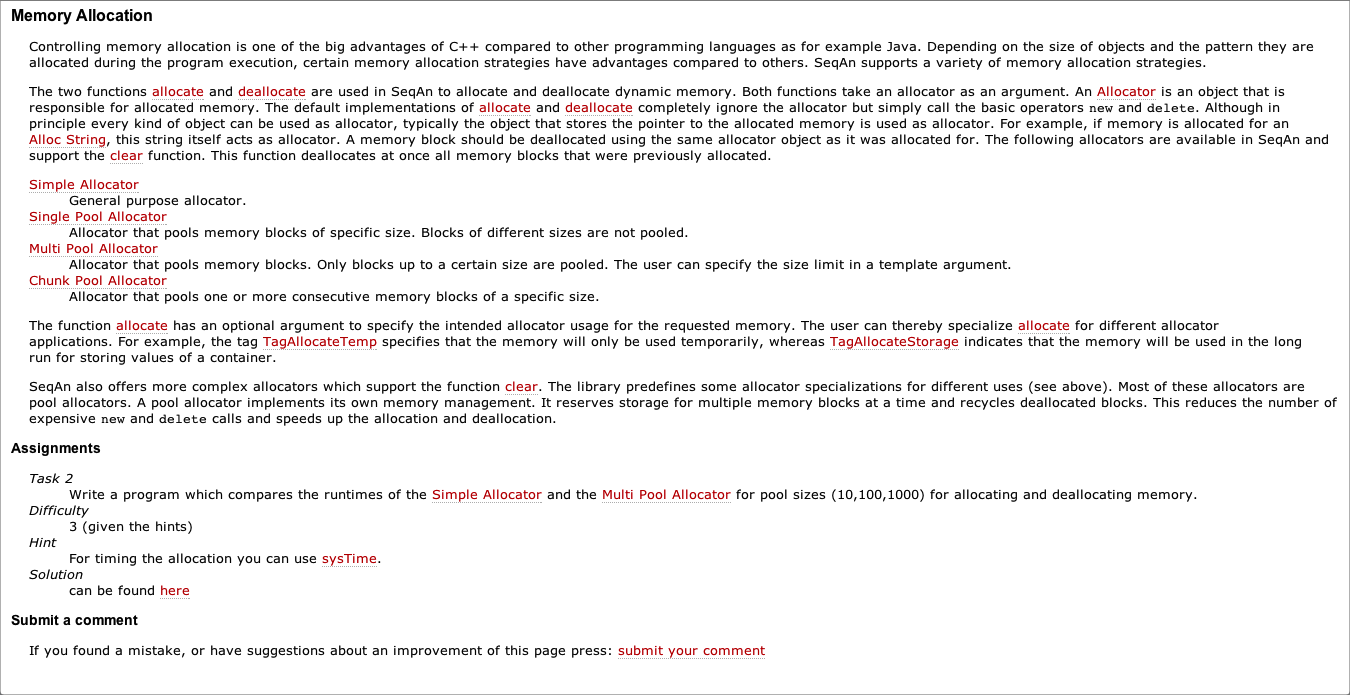 Memory Allocation
Controlling memory allocation is one of the big advantages of C++ compared to other programming languages as for example Java. Depending on the size of objects and the pattern they are
allocated during the program execution, certain memory allocation strategies have advantages compared to others. SeqAn supports a variety of memory allocation strategies.
The two functions allocate and deallocate are used in SeqAn to allocate and deallocate dynamic memory. Both functions take an allocator as an argument. An Allocator is an object that is
responsible for allocated memory. The default implementations of allocate and deallocate completely ignore the allocator but simply call the basic operators new and delete. Although in
principle every kind of object can be used as allocator, typically the object that stores the pointer to the allocated memory is used as allocator. For example, if memory is allocated for an
Alloc String, this string itself acts as allocator. A memory block should be deallocated using the same allocator object as it was allocated for. The following allocators are available in SeqAn and
support the clear function. This function deallocates at once all memory blocks that were previously allocated.
Simple Allocator
General purpose allocator.
Single Pool Allocator
Allocator that pools memory blocks of specific size. Blocks of different sizes are not pooled.
Multi Pool Allocator
Allocator that pools memory blocks. Only blocks up to a certain size are pooled. The user can specify the size limit in a template argument.
Chunk Pool Allocator
Allocator that pools one or more consecutive memory blocks of a specific size.
The function allocate has an optional argument to specify the intended allocator usage for the requested memory. The user can thereby specialize allocate for different allocator
applications. For example, the tag TagAllocateTemp specifies that the memory will only be used temporarily, whereas TagAllocateStorage indicates that the memory will be used in the long
run for storing values of a container.
SeqAn also offers more complex allocators which support the function clear. The library predefines some allocator specializations for different uses (see above). Most of these allocators are
pool allocators. A pool allocator implements its own memory management. It reserves storage for multiple memory blocks at a time and recycles deallocated blocks. This reduces the number of
expensive new and delete calls and speeds up the allocation and deallocation.
Assignments
Task 2
Write a program which compares the runtimes of the Simple Allocator and the Multi Pool Allocator for pool sizes (10,100,1000) for allocating and deallocating memory.
Difficulty
3 (given the hints)
Hint
For timing the allocation you can use sysTime.
Solution
can be found here
Submit a comment
If you found a mistake, or have suggestions about an improvement of this page press: submit your comment